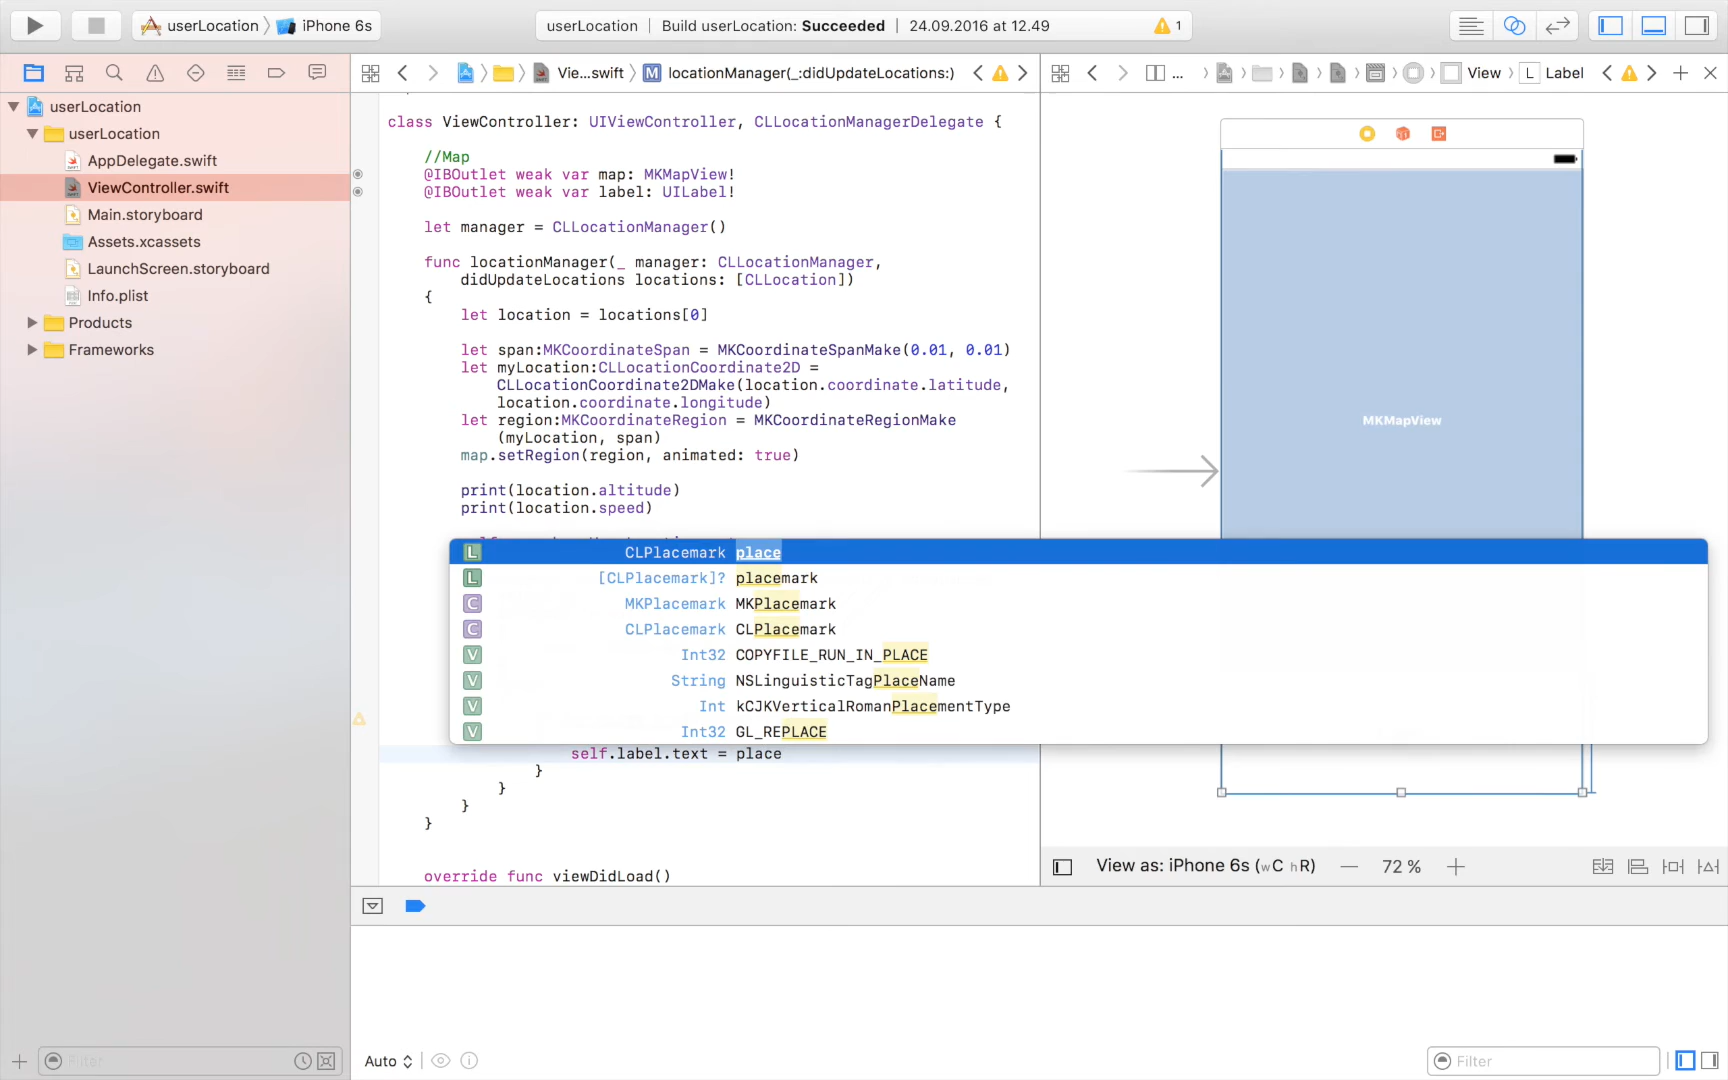 userLocation
iPhone 6s
userLocation | Build userLocation: Succeeded | 24.09.2016 at 12.49
1
Vie...swift
M
locationManager(_:didUpdateLocations:)
...
View
L
Label
userLocation
userLocation
AppDelegate.swift
ViewController.swift
Main.storyboard
Assets.xcassets
LaunchScreen.storyboard
Info.plist
Products
Frameworks
class ViewController: UIViewController, CLLocationManagerDelegate {
//Map
@IBOutlet weak var map: MKMapView!
@IBOutlet weak var label: UILabel!
let manager = CLLocationManager()
func locationManager(_ manager: CLLocationManager,
didUpdateLocations locations: [CLLocation])
{
let location = locations[0]
let span:MKCoordinateSpan = MKCoordinateSpanMake(0.01, 0.01)
let myLocation:CLLocationCoordinate2D =
CLLocationCoordinate2DMake(location.coordinate.latitude,
location.coordinate.longitude)
let region:MKCoordinateRegion = MKCoordinateRegionMake
(myLocation, span)
map.setRegion(region, animated: true)
print(location.altitude)
print(location.speed)
L CLPlacemark place
L [CLPlacemark]? placemark
C MKPlacemark MKPlacemark
C CLPlacemark CLPlacemark
V Int32 COPYFILE_RUN_IN_PLACE
V String NSLinguisticTagPlaceName
V Int kCJKVerticalRomanPlacementType
V Int32 GL_REPLACE
self.label.text = place
}
}
}
}
override func viewDidLoad()
MKMapView
View as: iPhone 6s (wC hR)
72 %
Filter
Auto
Filter